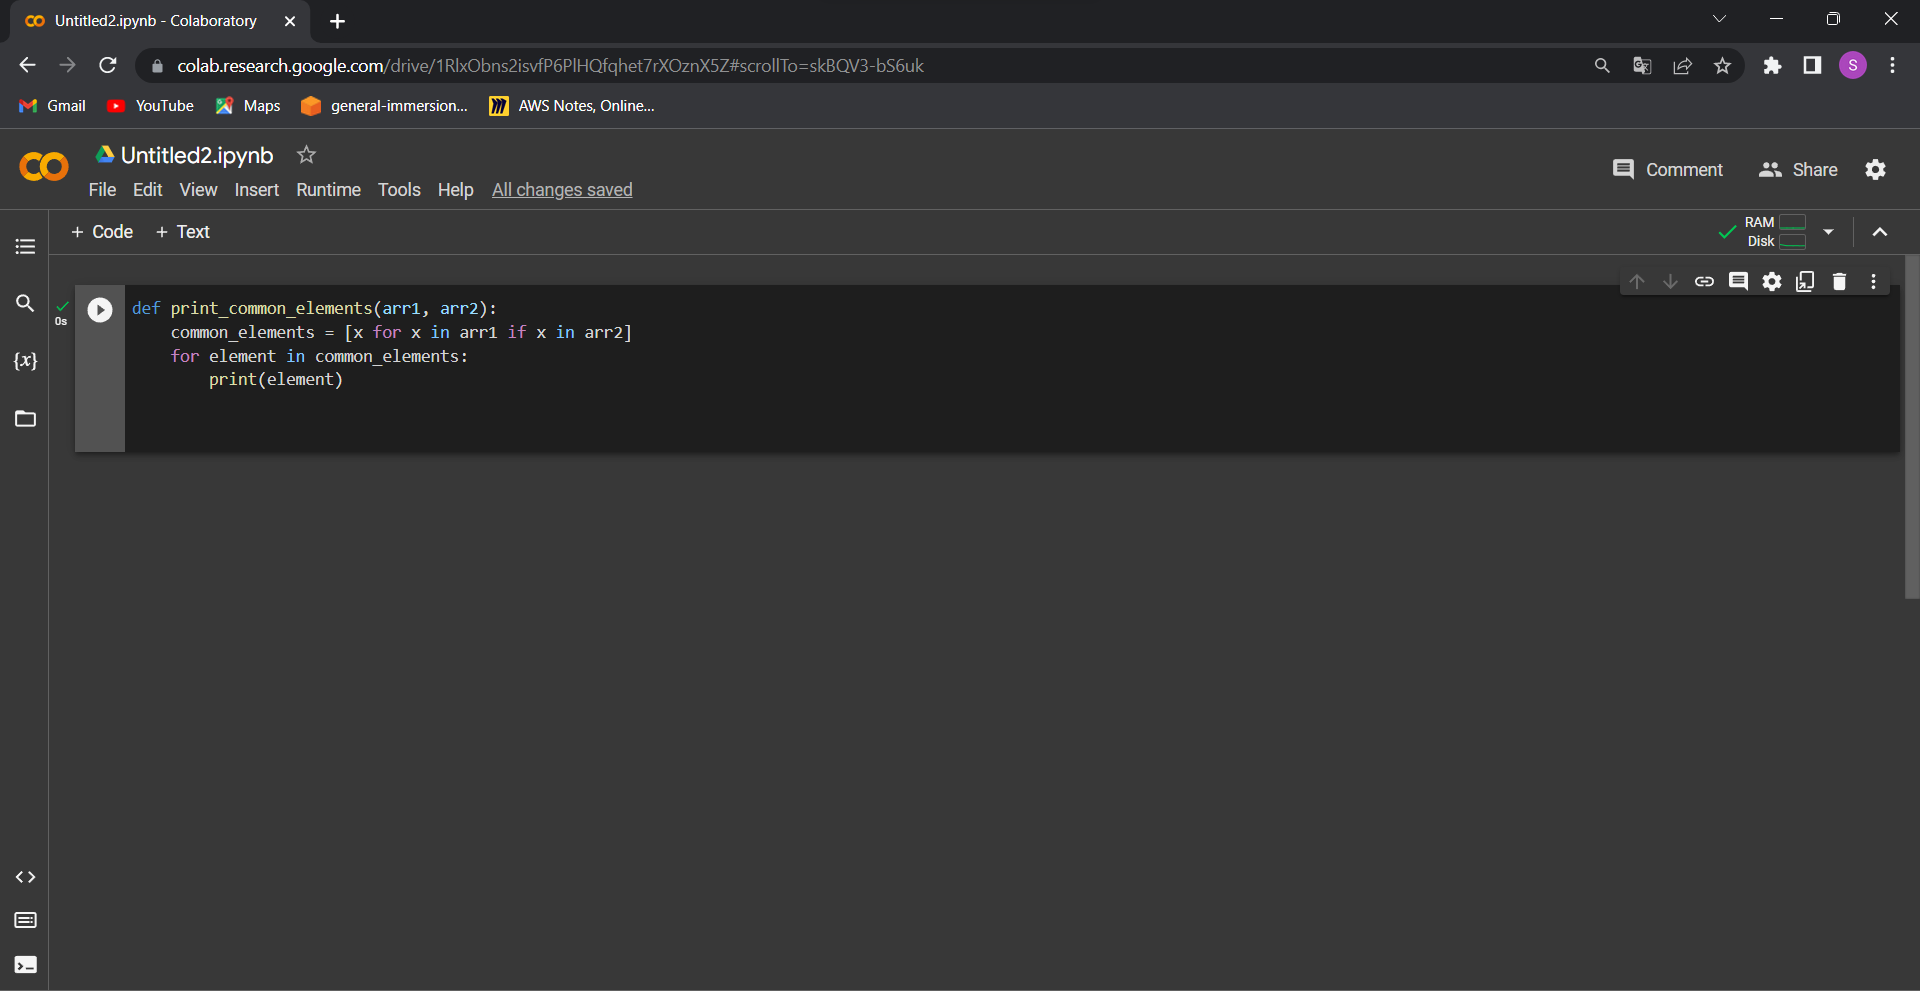 Untitled2.ipynb - Colaboratory
colab.research.google.com/drive/1RlxObns2isvfP6PlHQfqhet7rXOznX5Z#scrollTo=skBQV3-bS6uk
S
Gmail YouTube Maps general-immersion... AWS Notes, Online...
Untitled2.ipynb
Comment Share
File Edit View Insert Runtime Tools Help All changes saved
+ Code + Text
RAM
Disk
{x}
0s
def print_common_elements(arr1, arr2):
    common_elements = [x for x in arr1 if x in arr2]
    for element in common_elements:
        print(element)